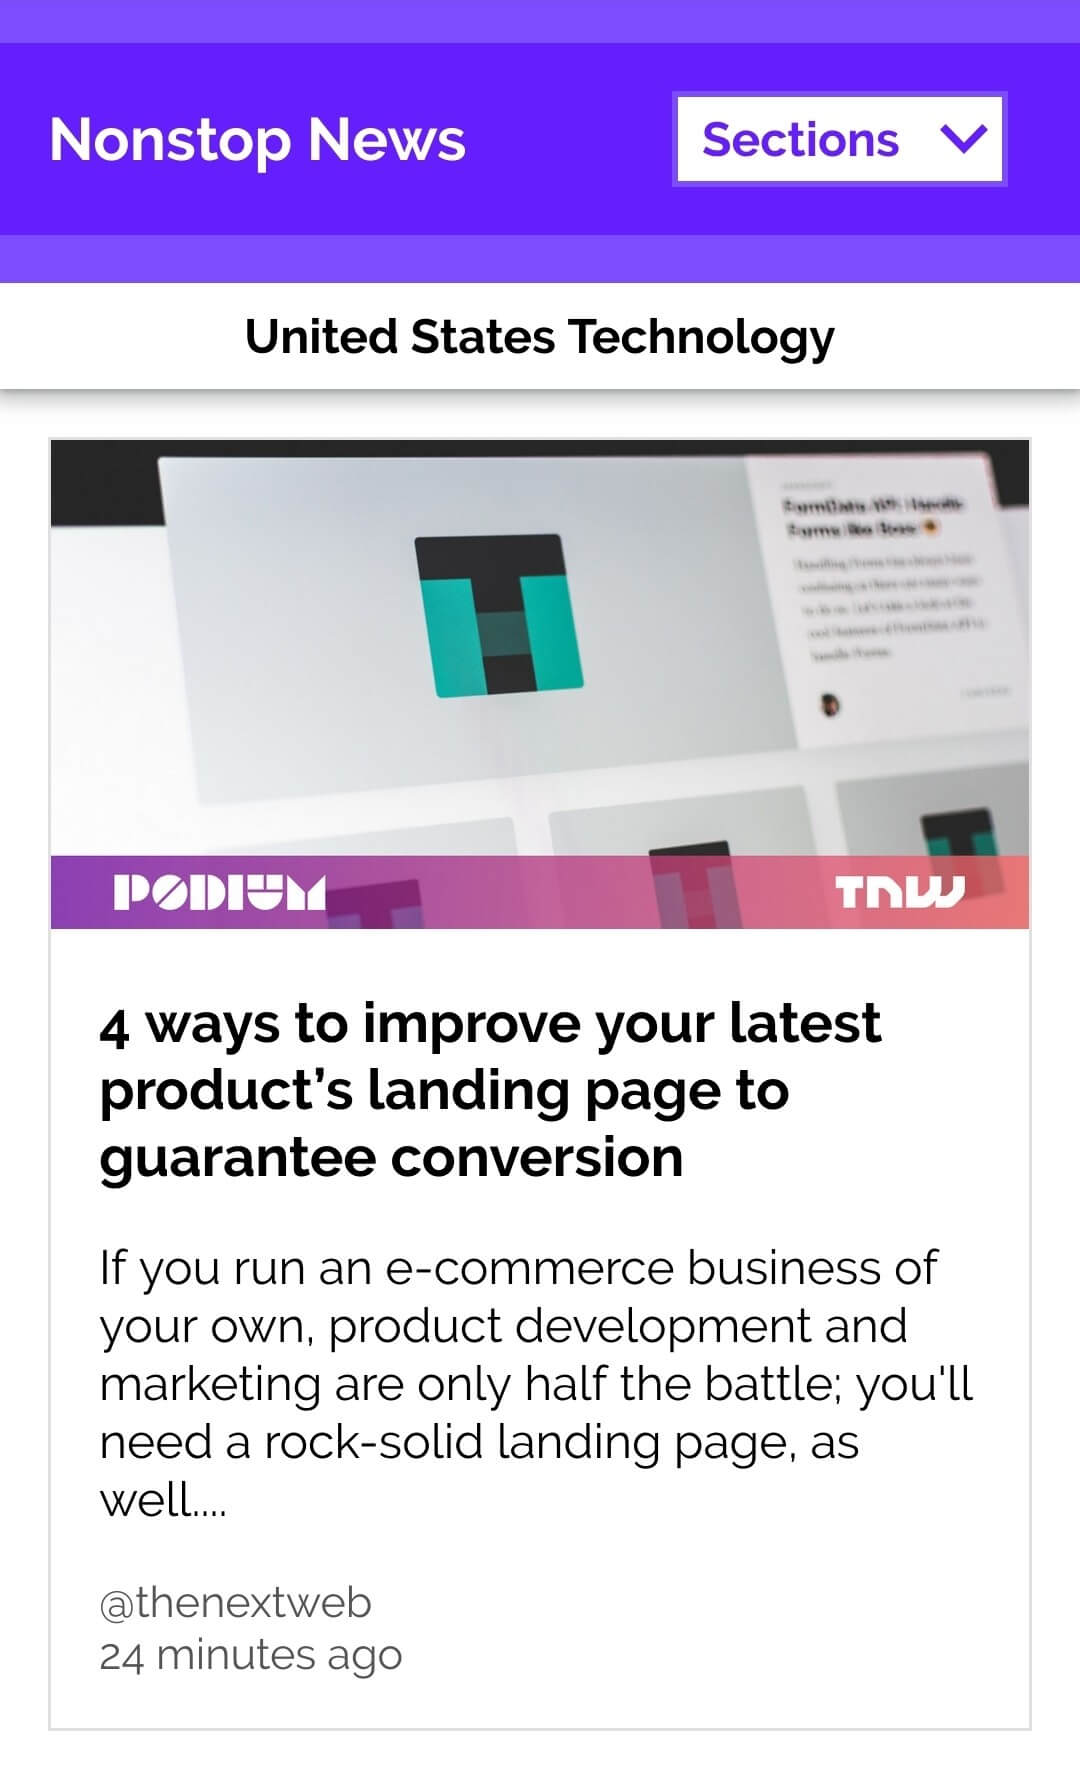 Nonstop News
Sections
United States Technology
PODIUM
TNW
4 ways to improve your latest
product’s landing page to
guarantee conversion
If you run an e-commerce business of
your own, product development and
marketing are only half the battle; you'll
need a rock-solid landing page, as
well....
@thenextweb
24 minutes ago